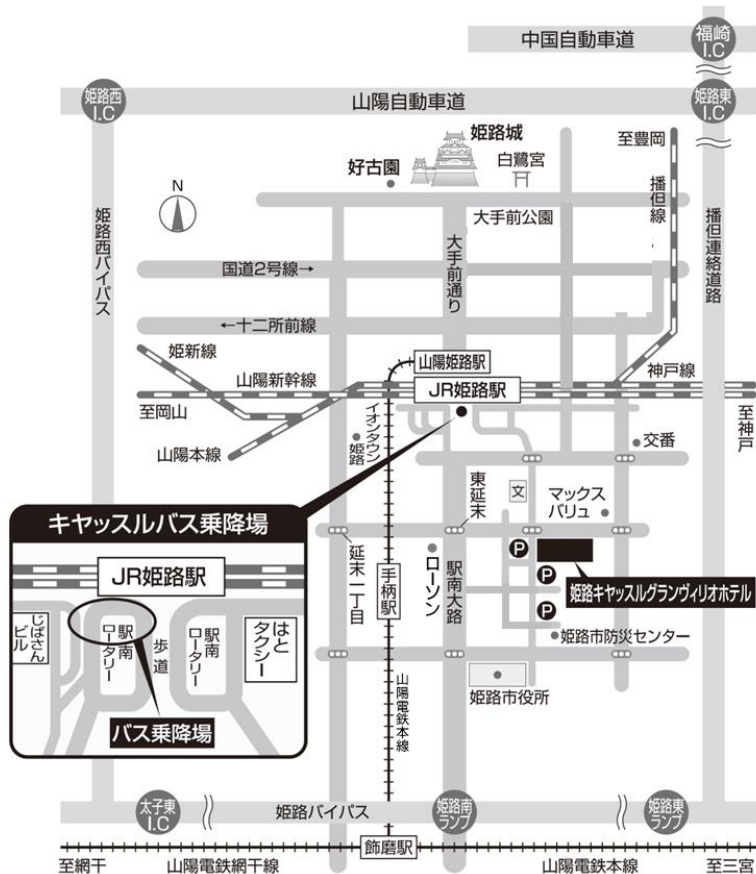 中国自動車道
福崎
I.C
姫路西
I.C
山陽自動車道
姫路東
I.C
姫路城
至豊岡
好古園
白鷺宮
播但線
N
大手前公園
姫路西バイパス
大手前通り
播但連絡道路
国道2号線→
←十二所前線
姫新線
山陽姫路駅
山陽新幹線
JR姫路駅
神戸線
至岡山
至神戸
イオンタウン
姫路
山陽本線
交番
東延末
文
マックス
バリュ
キヤッスルバス乗降場
JR姫路駅
じばさん
ビル
駅南
ロータリー
歩道
駅南
ロータリー
はと
タクシー
バス乗降場
延末一丁目
手柄駅
ローソン
駅南大路
P
P
P
姫路キヤッスルグランヴィリオホテル
姫路市防災センター
姫路市役所
山陽電鉄本線
太子東
I.C
姫路バイパス
姫路南
ランプ
姫路東
ランプ
飾磨駅
至網干
山陽電鉄網干線
山陽電鉄本線
至三宮